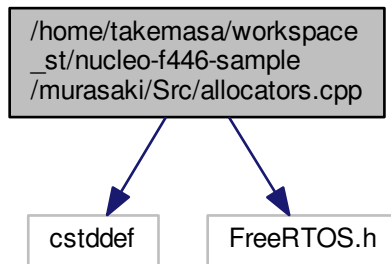 /home/takemasa/workspace
_st/nucleo-f446-sample
/murasaki/Src/allocators.cpp
cstddef
FreeRTOS.h